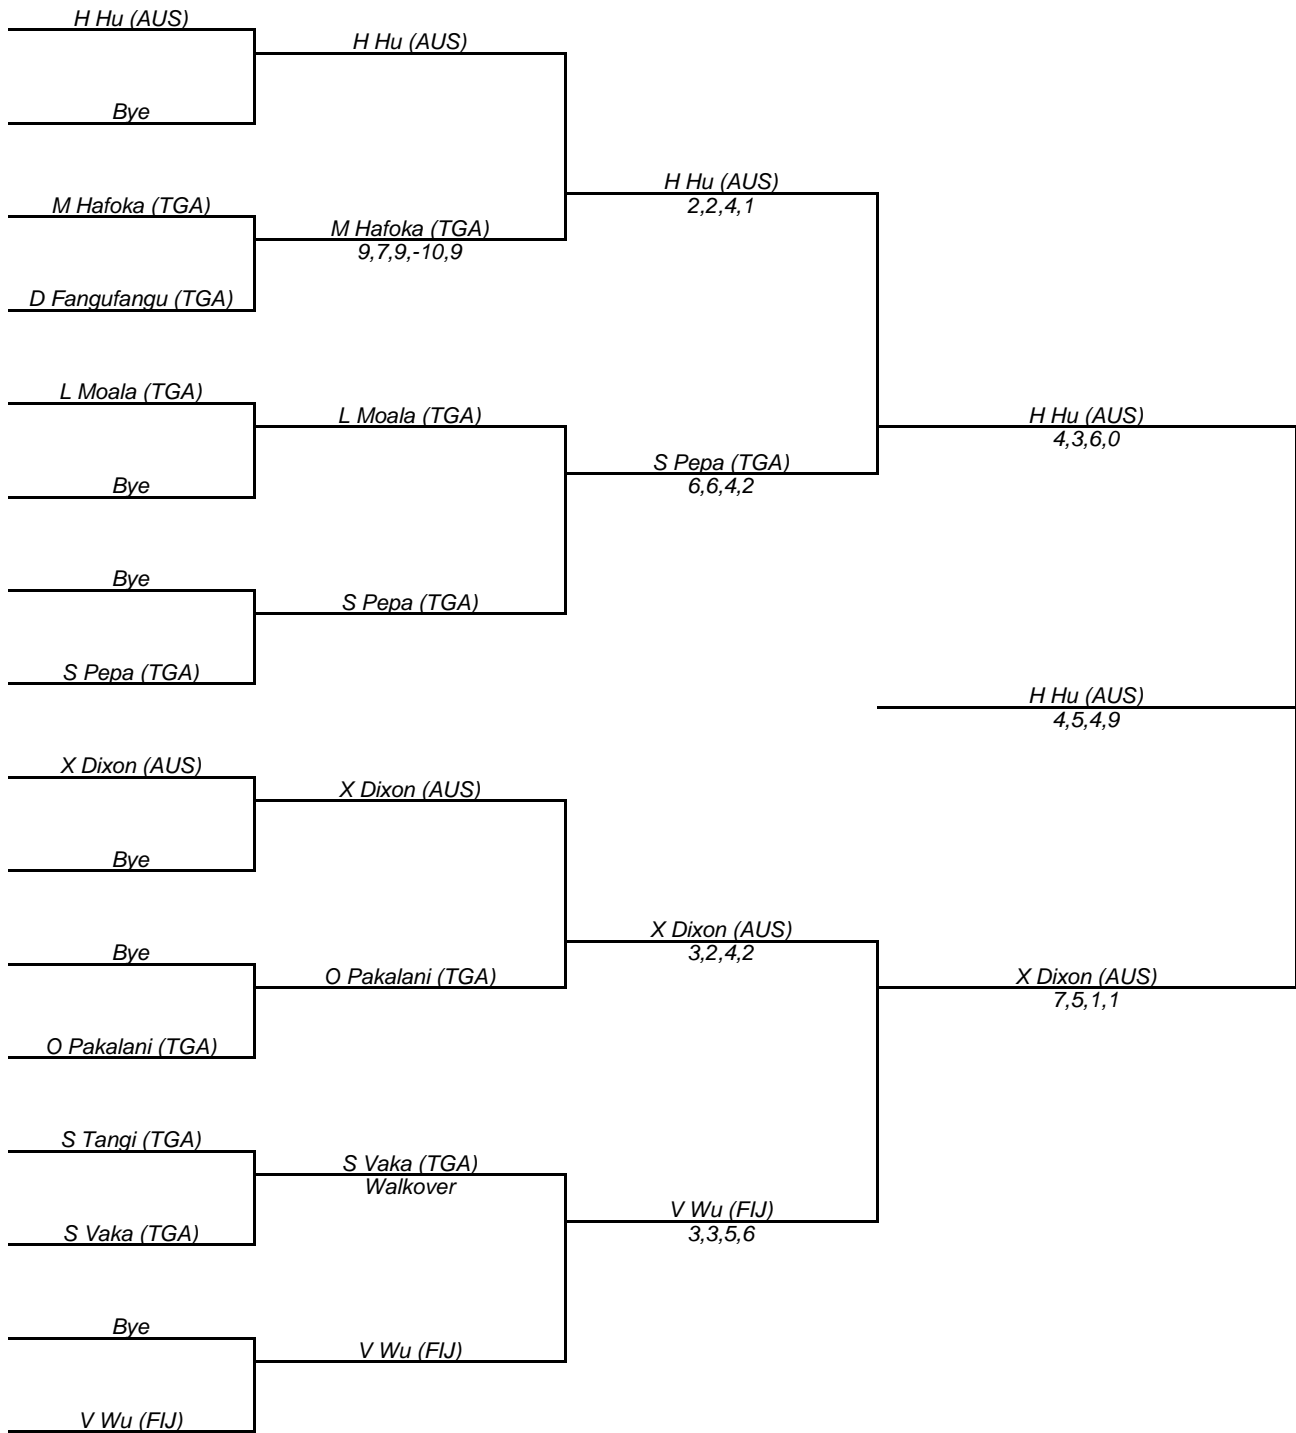 H Hu (AUS)
H Hu (AUS)
Bye
H Hu (AUS)
2,2,4,1
M Hafoka (TGA)
M Hafoka (TGA)
9,7,9,-10,9
D Fangufangu (TGA)
L Moala (TGA)
L Moala (TGA)
H Hu (AUS)
4,3,6,0
S Pepa (TGA)
6,6,4,2
Bye
Bye
S Pepa (TGA)
S Pepa (TGA)
H Hu (AUS)
4,5,4,9
X Dixon (AUS)
X Dixon (AUS)
Bye
X Dixon (AUS)
3,2,4,2
Bye
O Pakalani (TGA)
X Dixon (AUS)
7,5,1,1
O Pakalani (TGA)
S Tangi (TGA)
S Vaka (TGA)
Walkover
V Wu (FIJ)
3,3,5,6
S Vaka (TGA)
Bye
V Wu (FIJ)
V Wu (FIJ)